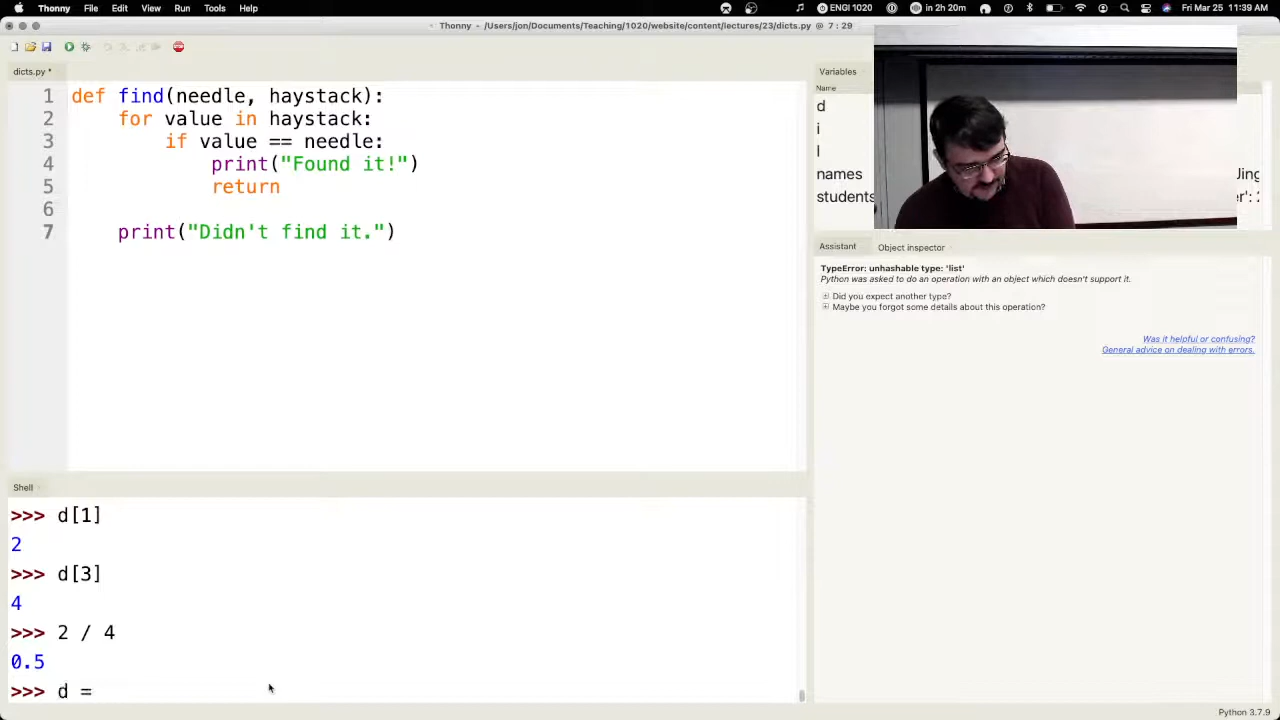 Thonny File Edit View Run Tools Help ENGI 1020 in 2h 20m Fri Mar 25 11:39 AM
Thonny - /Users/jon/Documents/Teaching/1020/website/content/lectures/23/dicts.py @ 7 : 29
dicts.py *
1 def find(needle, haystack):
2 for value in haystack:
3 if value == needle:
4 print("Found it!")
5 return
6
7 print("Didn't find it.")
Variables
Name
d
i
l
names
students
Assistant Object inspector
TypeError: unhashable type: 'list'
Python was asked to do an operation with an object which doesn't support it.
Did you expect another type?
Maybe you forgot some details about this operation?
Was it helpful or confusing?
General advice on dealing with errors.
Shell
>>> d[1]
2
>>> d[3]
4
>>> 2 / 4
0.5
>>> d =
Python 3.7.9